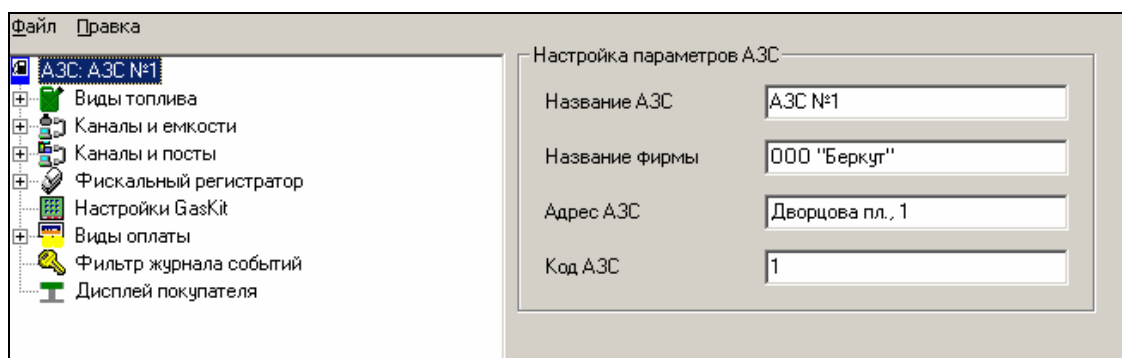 Файл Правка
АЗС: АЗС №1
Виды топлива
Каналы и емкости
Каналы и посты
Фискальный регистратор
Настройки GasKit
Виды оплаты
Фильтр журнала событий
Дисплей покупателя
Настройка параметров АЗС
Название АЗС АЗС №1
Название фирмы ООО "Беркут"
Адрес АЗС Дворцова пл., 1
Код АЗС 1